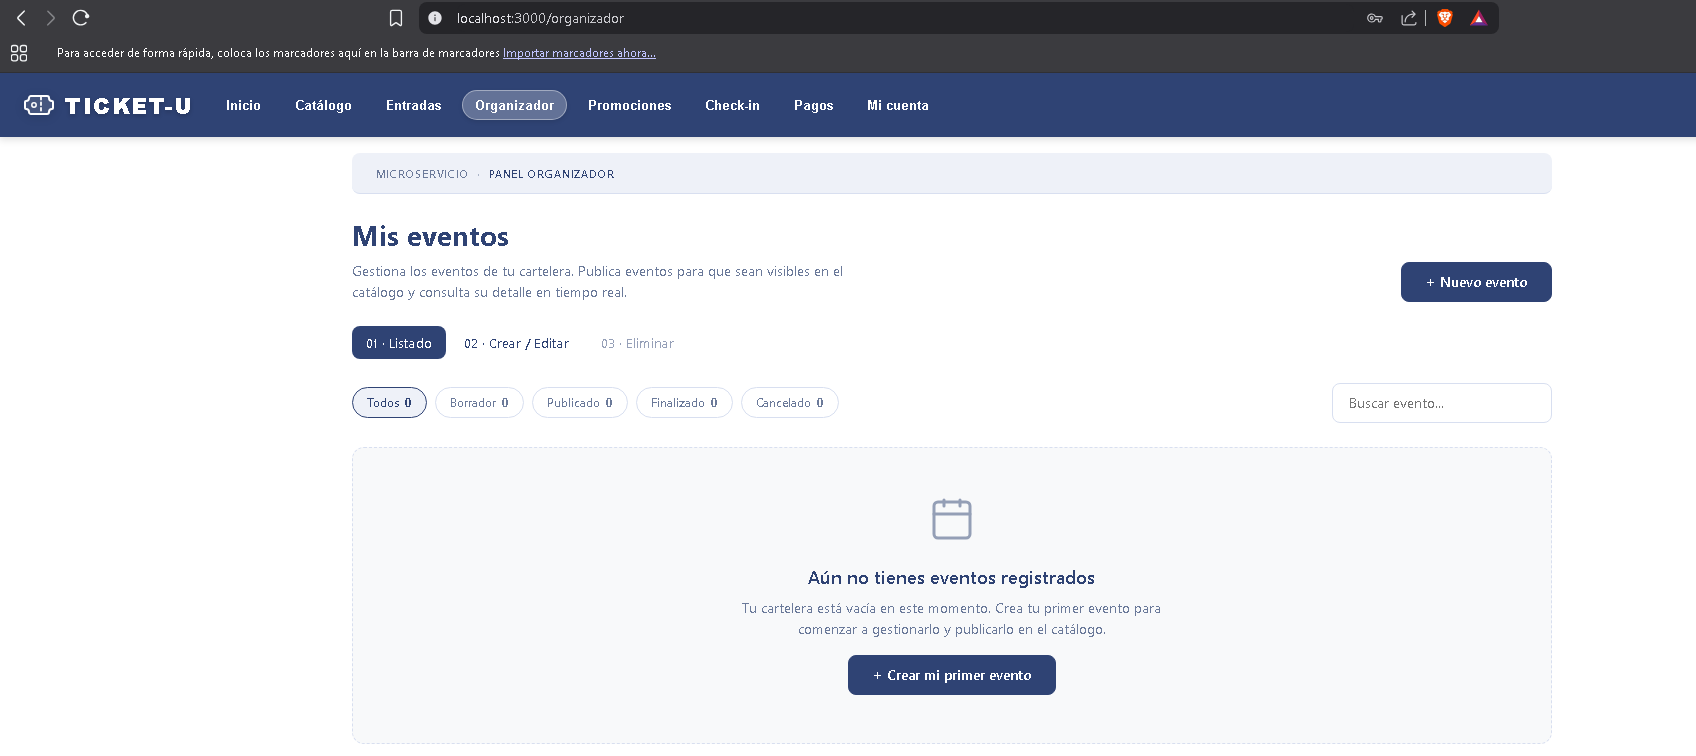 localhost:3000/organizador
Para acceder de forma rápida, coloca los marcadores aquí en la barra de marcadores Importar marcadores ahora...
TICKET-U Inicio Catálogo Entradas Organizador Promociones Check-in Pagos Mi cuenta
MICROSERVICIO · PANEL ORGANIZADOR
Mis eventos
Gestiona los eventos de tu cartelera. Publica eventos para que sean visibles en el
catálogo y consulta su detalle en tiempo real.
+ Nuevo evento
01 · Listado 02 · Crear / Editar 03 · Eliminar
Todos 0 Borrador 0 Publicado 0 Finalizado 0 Cancelado 0 Buscar evento...
Aún no tienes eventos registrados
Tu cartelera está vacía en este momento. Crea tu primer evento para
comenzar a gestionarlo y publicarlo en el catálogo.
+ Crear mi primer evento